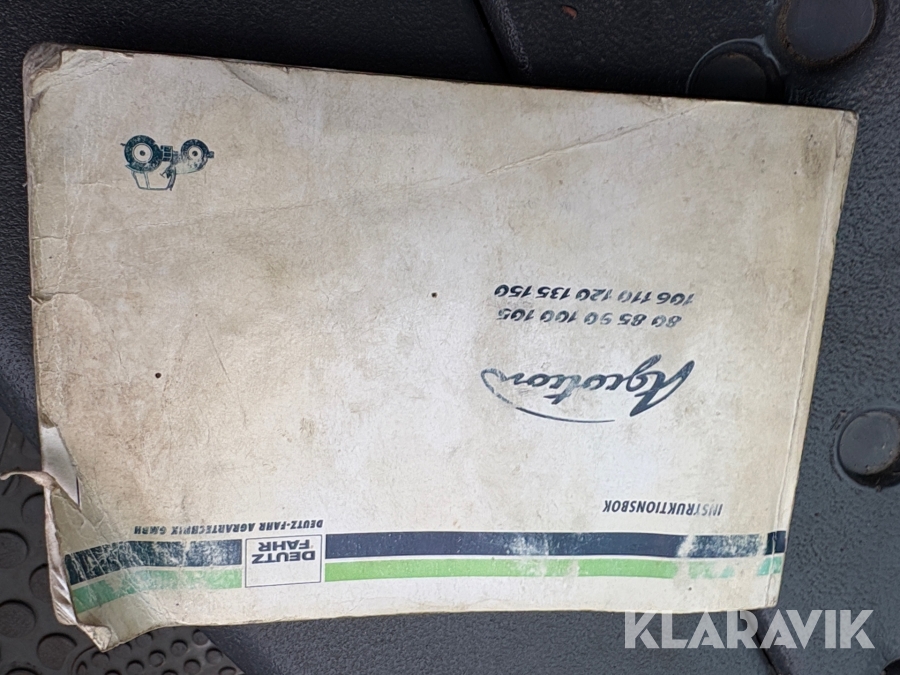 DEUTZ
FAHR
DEUTZ-FAHR AGRARTECHNIK GMBH
INSTRUKTIONSBOK
Agrotron
80 85 90 100 105
106 110 120 135 150
KLARAVIK